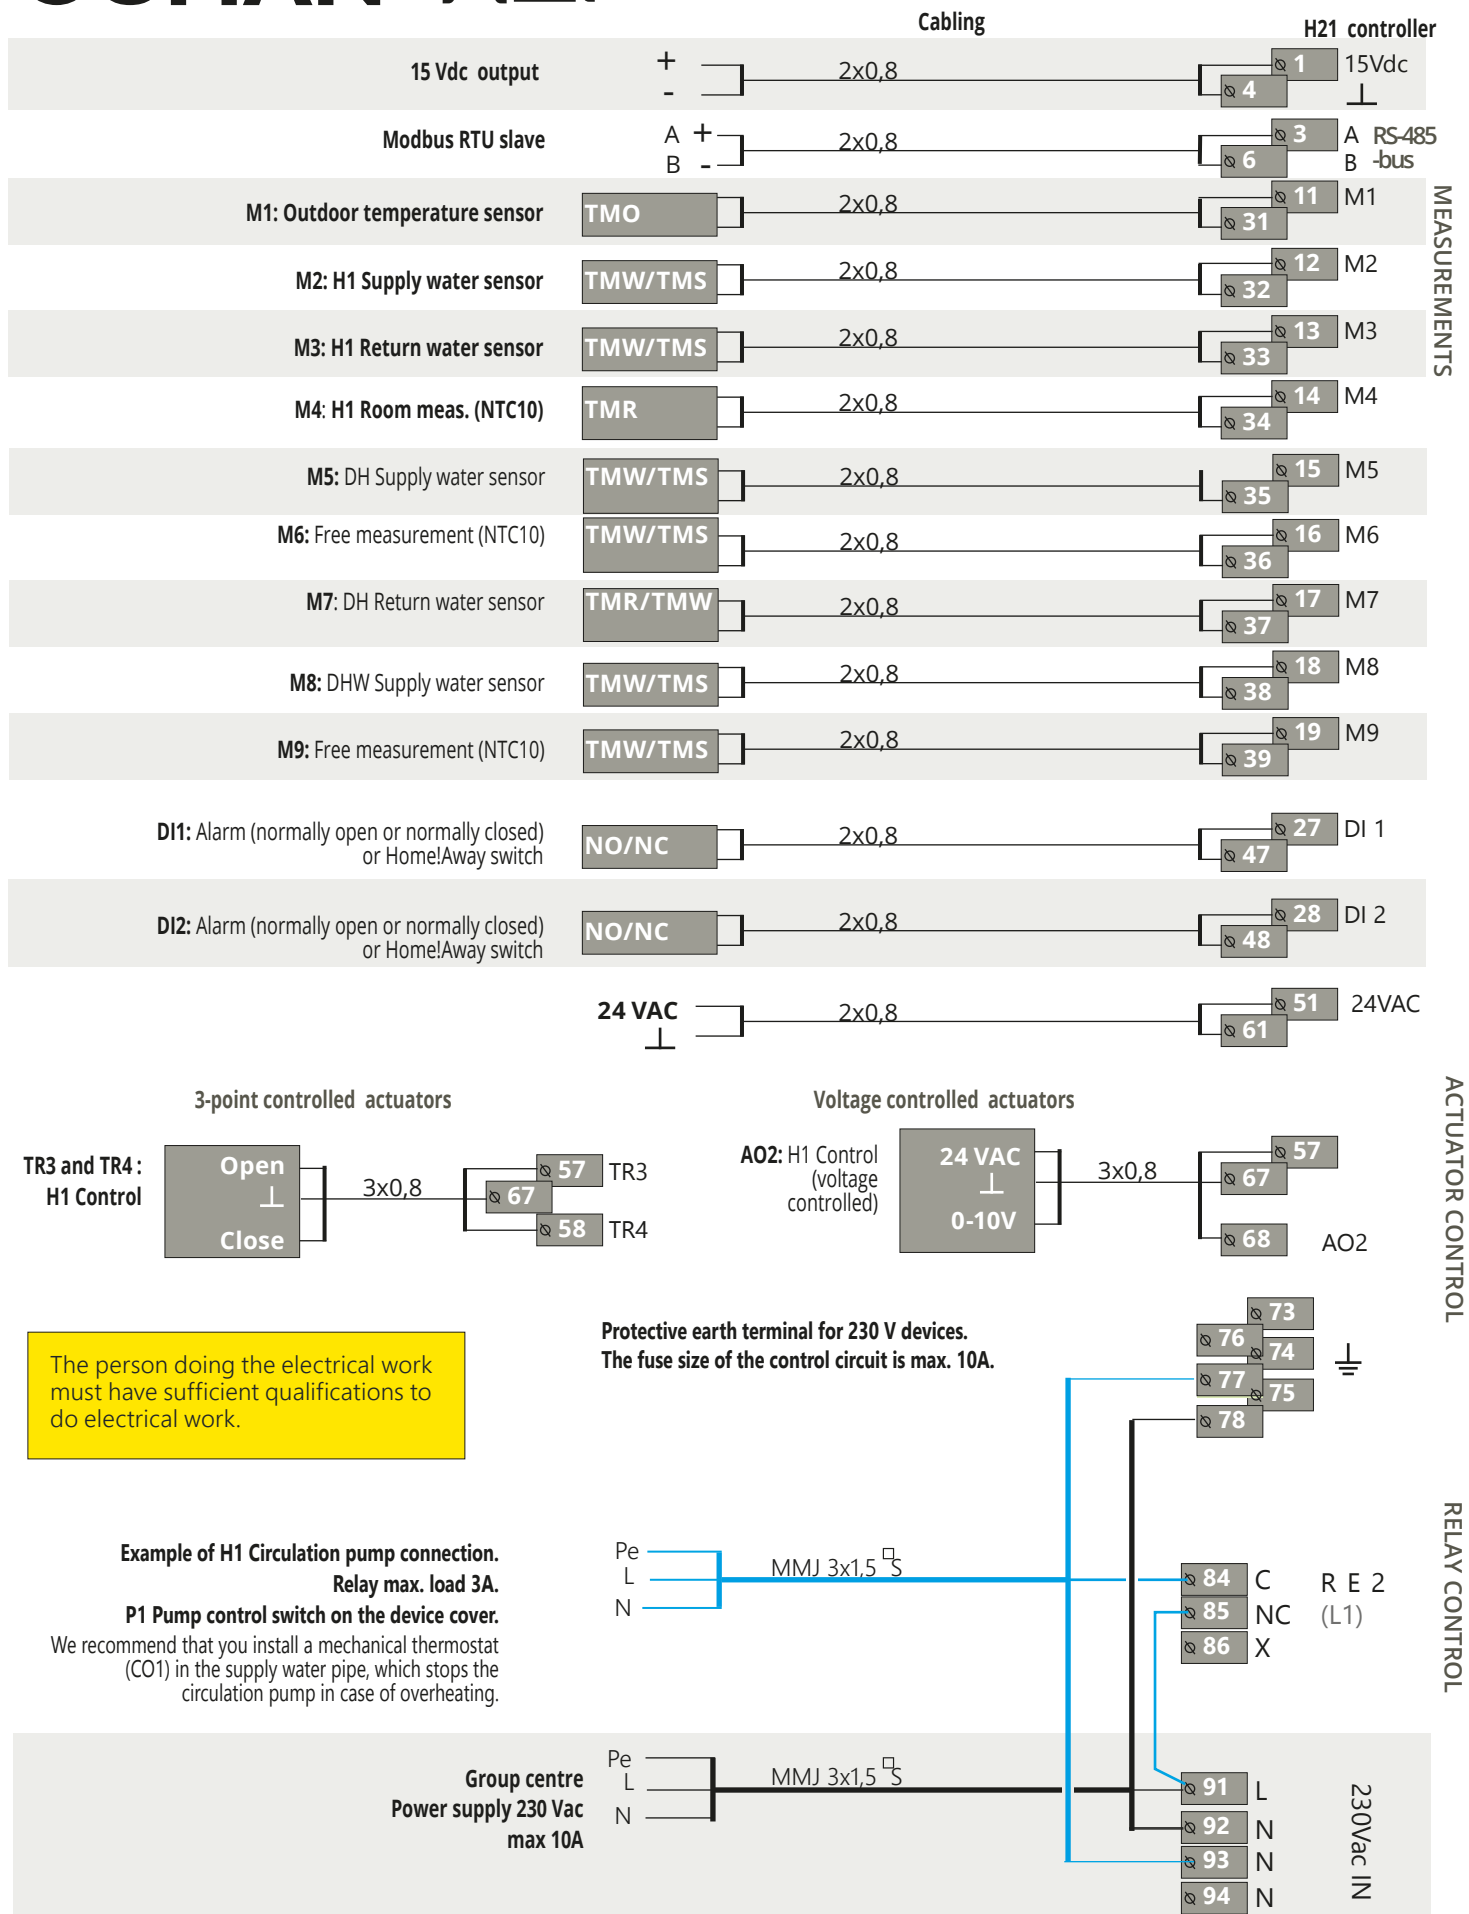 Cabling
H21 controller
15 Vdc output + - 2x0,8 1 4 15Vdc
Modbus RTU slave A + B - 2x0,8 3 6 A B RS-485 -bus
M1: Outdoor temperature sensor TMO 2x0,8 11 31 M1
M2: H1 Supply water sensor TMW/TMS 2x0,8 12 32 M2
M3: H1 Return water sensor TMW/TMS 2x0,8 13 33 M3
M4: H1 Room meas. (NTC10) TMR 2x0,8 14 34 M4
M5: DH Supply water sensor TMW/TMS 2x0,8 15 35 M5
M6: Free measurement (NTC10) TMW/TMS 2x0,8 16 36 M6
M7: DH Return water sensor TMR/TMW 2x0,8 17 37 M7
M8: DHW Supply water sensor TMW/TMS 2x0,8 18 38 M8
M9: Free measurement (NTC10) TMW/TMS 2x0,8 19 39 M9
MEASUREMENTS
DI1: Alarm (normally open or normally closed)
or Home!Away switch
NO/NC 2x0,8 27 47 DI 1
DI2: Alarm (normally open or normally closed)
or Home!Away switch
NO/NC 2x0,8 28 48 DI 2
24 VAC 2x0,8 51 61 24VAC
3-point controlled actuators
TR3 and TR4 :
H1 Control
Open
Close
3x0,8
57 TR3
67
58 TR4
Voltage controlled actuators
AO2: H1 Control
(voltage
controlled)
24 VAC
0-10V
3x0,8
57
67
68 AO2
ACTUATOR CONTROL
The person doing the electrical work
must have sufficient qualifications to
do electrical work.
Protective earth terminal for 230 V devices.
The fuse size of the control circuit is max. 10A.
73
76
74
77
75
78
Example of H1 Circulation pump connection.
Relay max. load 3A.
P1 Pump control switch on the device cover.
We recommend that you install a mechanical thermostat
(CO1) in the supply water pipe, which stops the
circulation pump in case of overheating.
Pe
L
N
MMJ 3x1,5 S
84 C
85 NC
86 X
R E 2
(L1)
RELAY CONTROL
Group centre
Power supply 230 Vac
max 10A
Pe
L
N
MMJ 3x1,5 S
91 L
92 N
93 N
94 N
230Vac IN